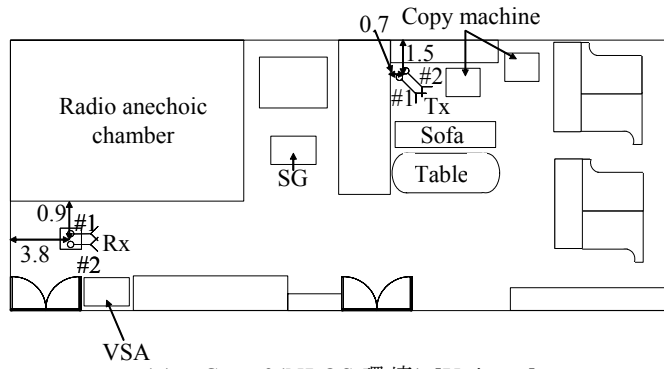 Copy machine
0.7
1.5
#2
#1
Tx
Radio anechoic
chamber
Sofa
SG
Table
0.9
#1
Rx
3.8
#2
VSA